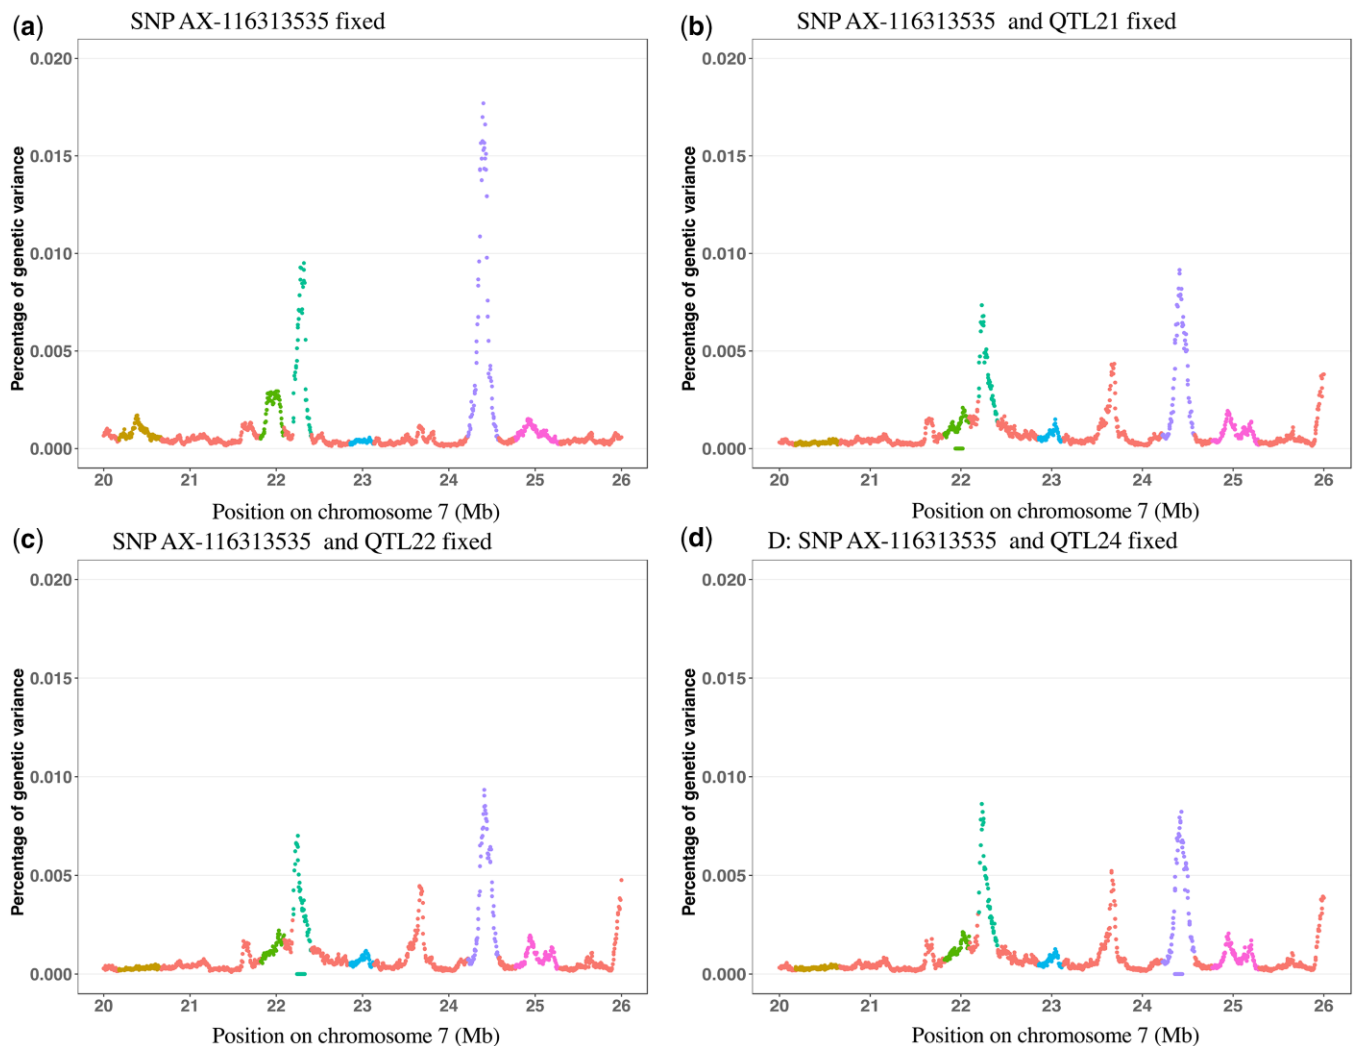 (a) SNP AX-116313535 fixed
Percentage of genetic variance
0.020
0.015
0.010
0.005
0.000
20 21 22 23 24 25 26
Position on chromosome 7 (Mb)
(b) SNP AX-116313535 and QTL21 fixed
Percentage of genetic variance
0.020
0.015
0.010
0.005
0.000
20 21 22 23 24 25 26
Position on chromosome 7 (Mb)
(c) SNP AX-116313535 and QTL22 fixed
Percentage of genetic variance
0.020
0.015
0.010
0.005
0.000
20 21 22 23 24 25 26
Position on chromosome 7 (Mb)
(d) D: SNP AX-116313535 and QTL24 fixed
Percentage of genetic variance
0.020
0.015
0.010
0.005
0.000
20 21 22 23 24 25 26
Position on chromosome 7 (Mb)